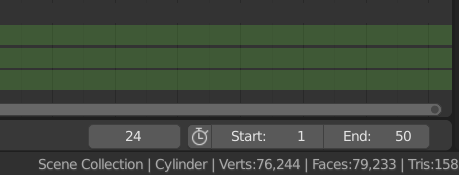 24 Start: 1 End: 50
Scene Collection | Cylinder | Verts:76,244 | Faces:79,233 | Tris:158